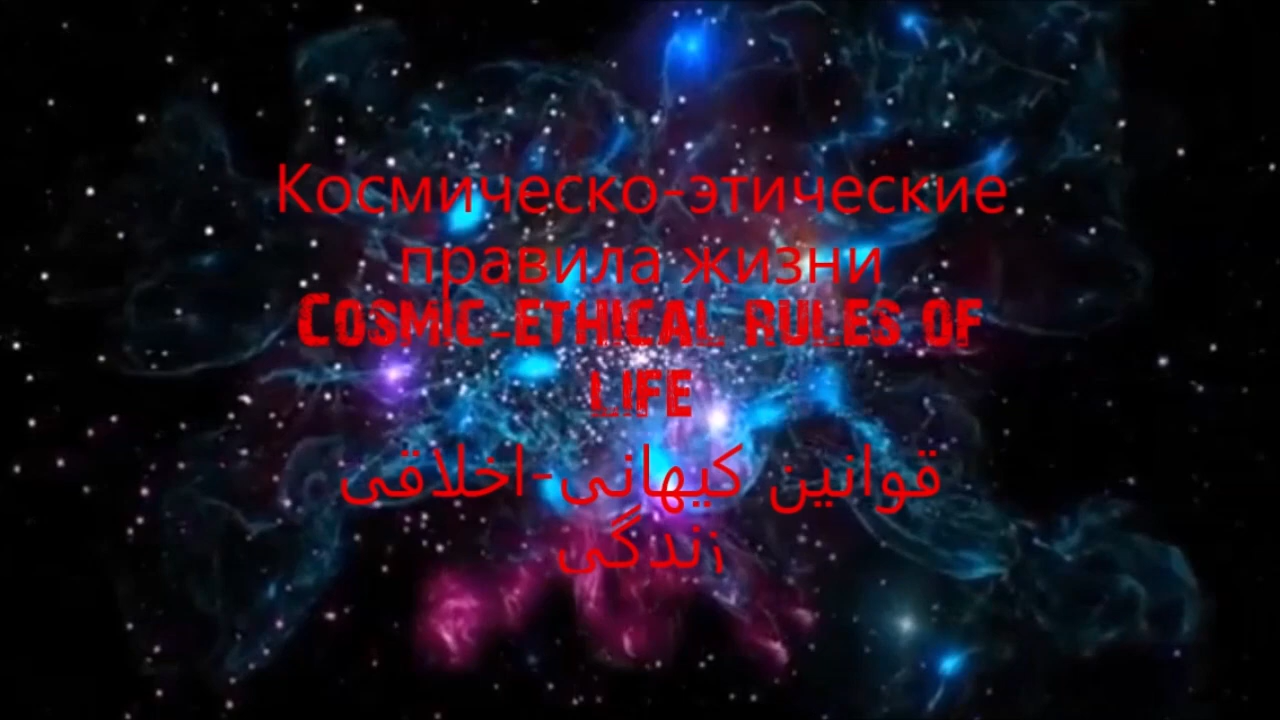 Космическо-этические
правила жизни
Cosmic-ethical rules of
life
قوانین کیهانی-اخلاقی
زندگی